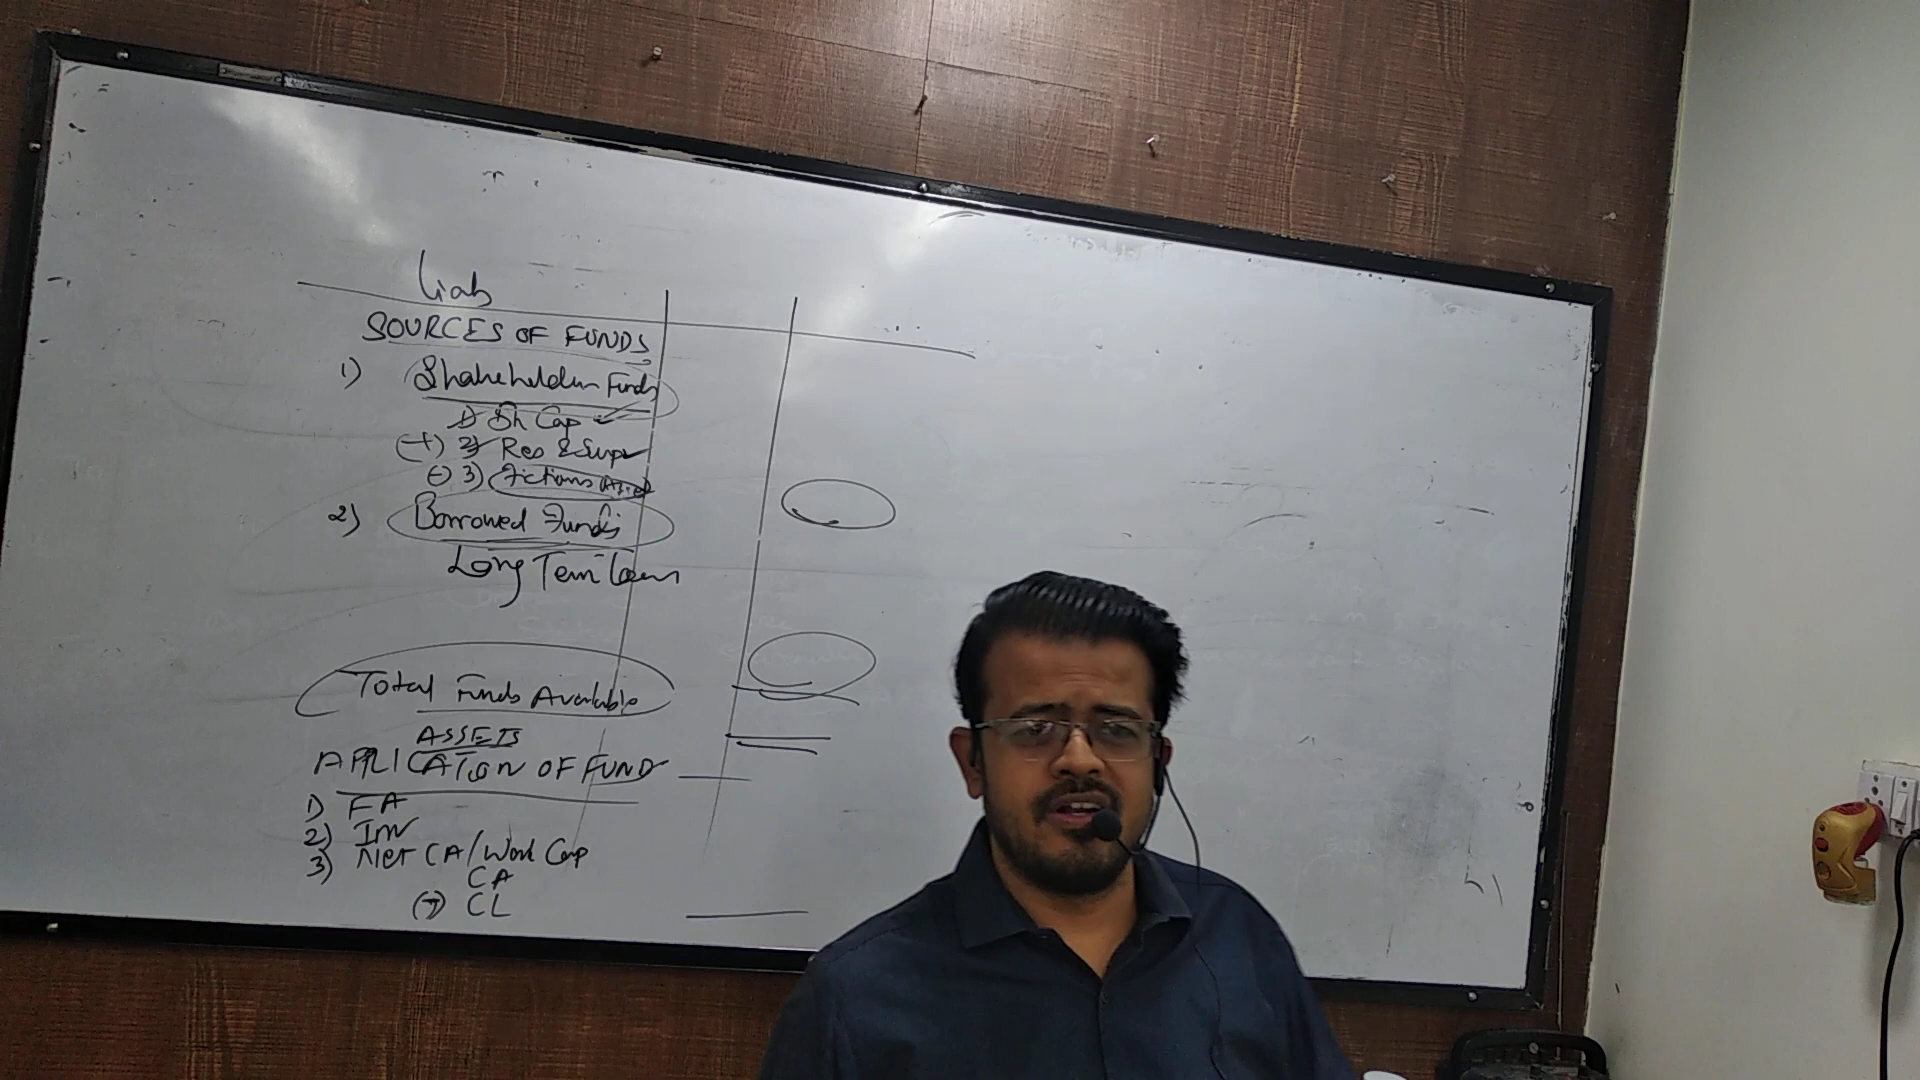 Liab
SOURCES OF FUNDS
1) Shareholders Funds
1) Sh Cap
(+) 2) Res & Surp
(-) 3) Fictious Asset
2) Borrowed Funds
Long Term Loan
Total Funds Available
ASSETS
APPLICATION OF FUND
1) FA
2) Inv
3) Net CA/Work Cap
CA
(-) CL